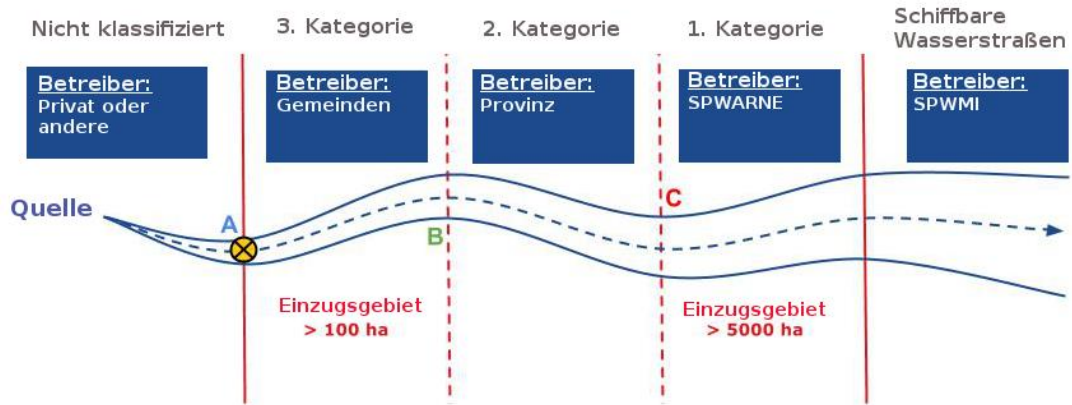 Nicht klassifiziert
3. Kategorie
2. Kategorie
1. Kategorie
Schiffbare
Wasserstraßen
Betreiber:
Privat oder
andere
Betreiber:
Gemeinden
Betreiber:
Provinz
Betreiber:
SPWARNE
Betreiber:
SPWMI
Quelle
A
B
C
Einzugsgebiet
> 100 ha
Einzugsgebiet
> 5000 ha